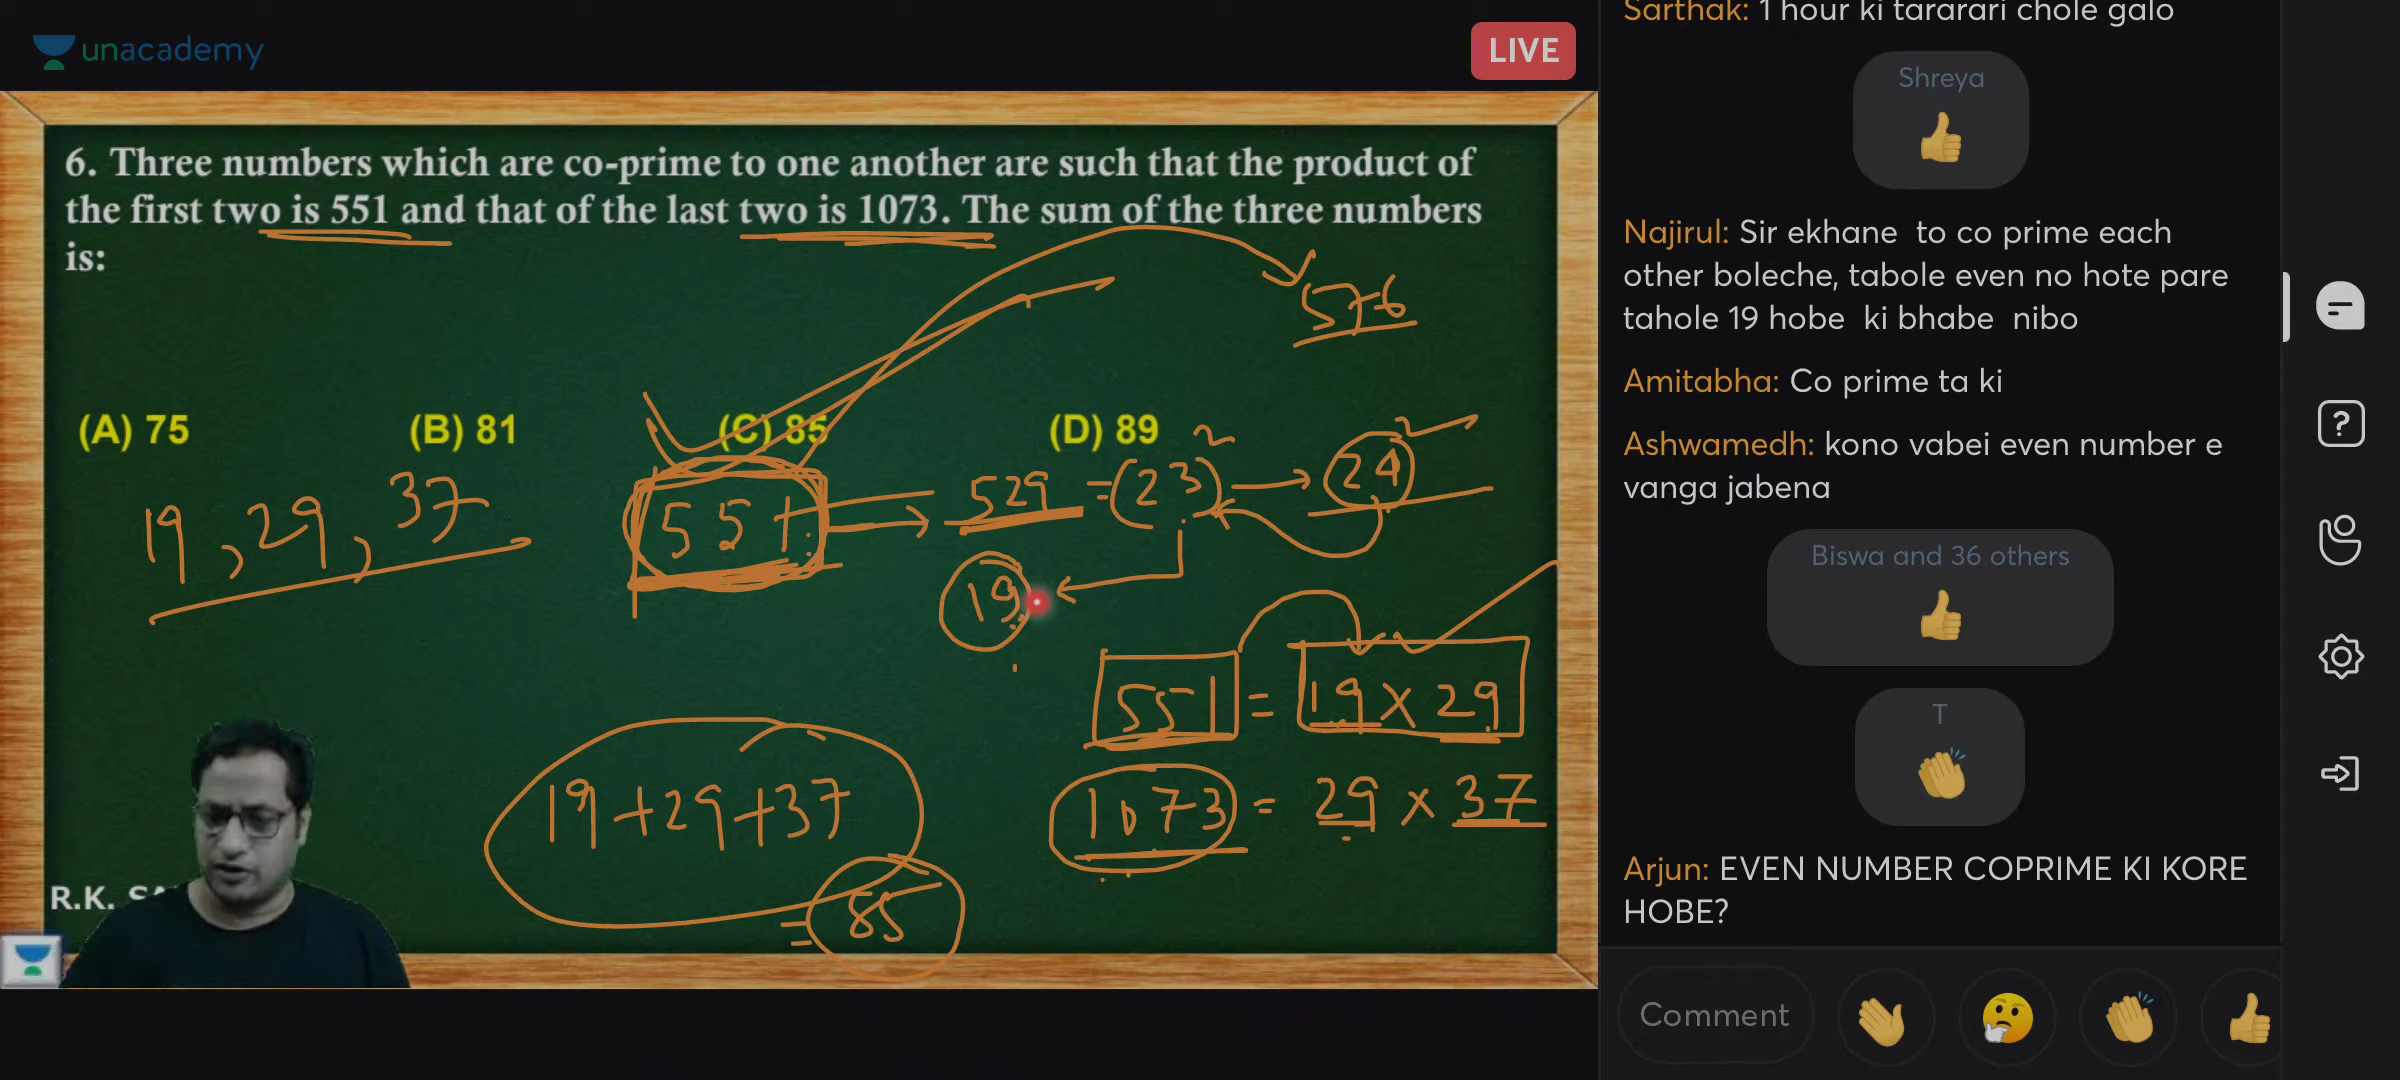 unacademy
LIVE
6. Three numbers which are co-prime to one another are such that the product of
the first two is 551 and that of the last two is 1073. The sum of the three numbers
is:
576
(A) 75 (B) 81 (C) 85 (D) 89
19, 29, 37
551 529 = (23)² 24²
19
551 = 19 × 29
19+29+37
1073 = 29 × 37
= 85
R.K.
Sarthak: 1 hour ki tararari chole galo
Shreya
Najirul: Sir ekhane to co prime each
other boleche, tabole even no hote pare
tahole 19 hobe ki bhabe nibo
Amitabha: Co prime ta ki
Ashwamedh: kono vabei even number e
vanga jabena
Biswa and 36 others
T
Arjun: EVEN NUMBER COPRIME KI KORE
HOBE?
Comment